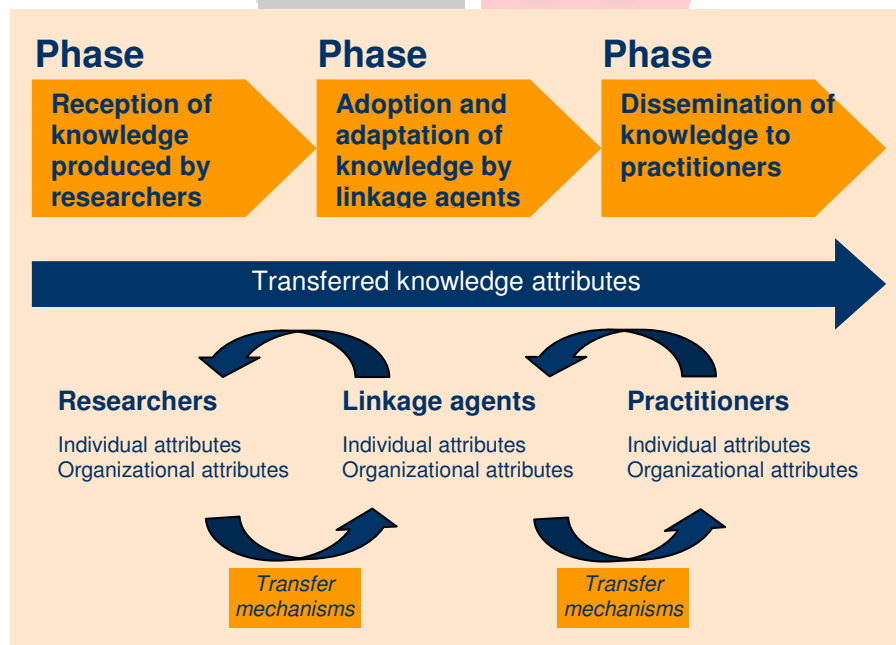 Phase
Phase
Phase
Reception of
knowledge
produced by
researchers
Adoption and
adaptation of
knowledge by
linkage agents
Dissemination of
knowledge to
practitioners
Transferred knowledge attributes
Researchers
Individual attributes
Organizational attributes
Linkage agents
Individual attributes
Organizational attributes
Practitioners
Individual attributes
Organizational attributes
Transfer
mechanisms
Transfer
mechanisms